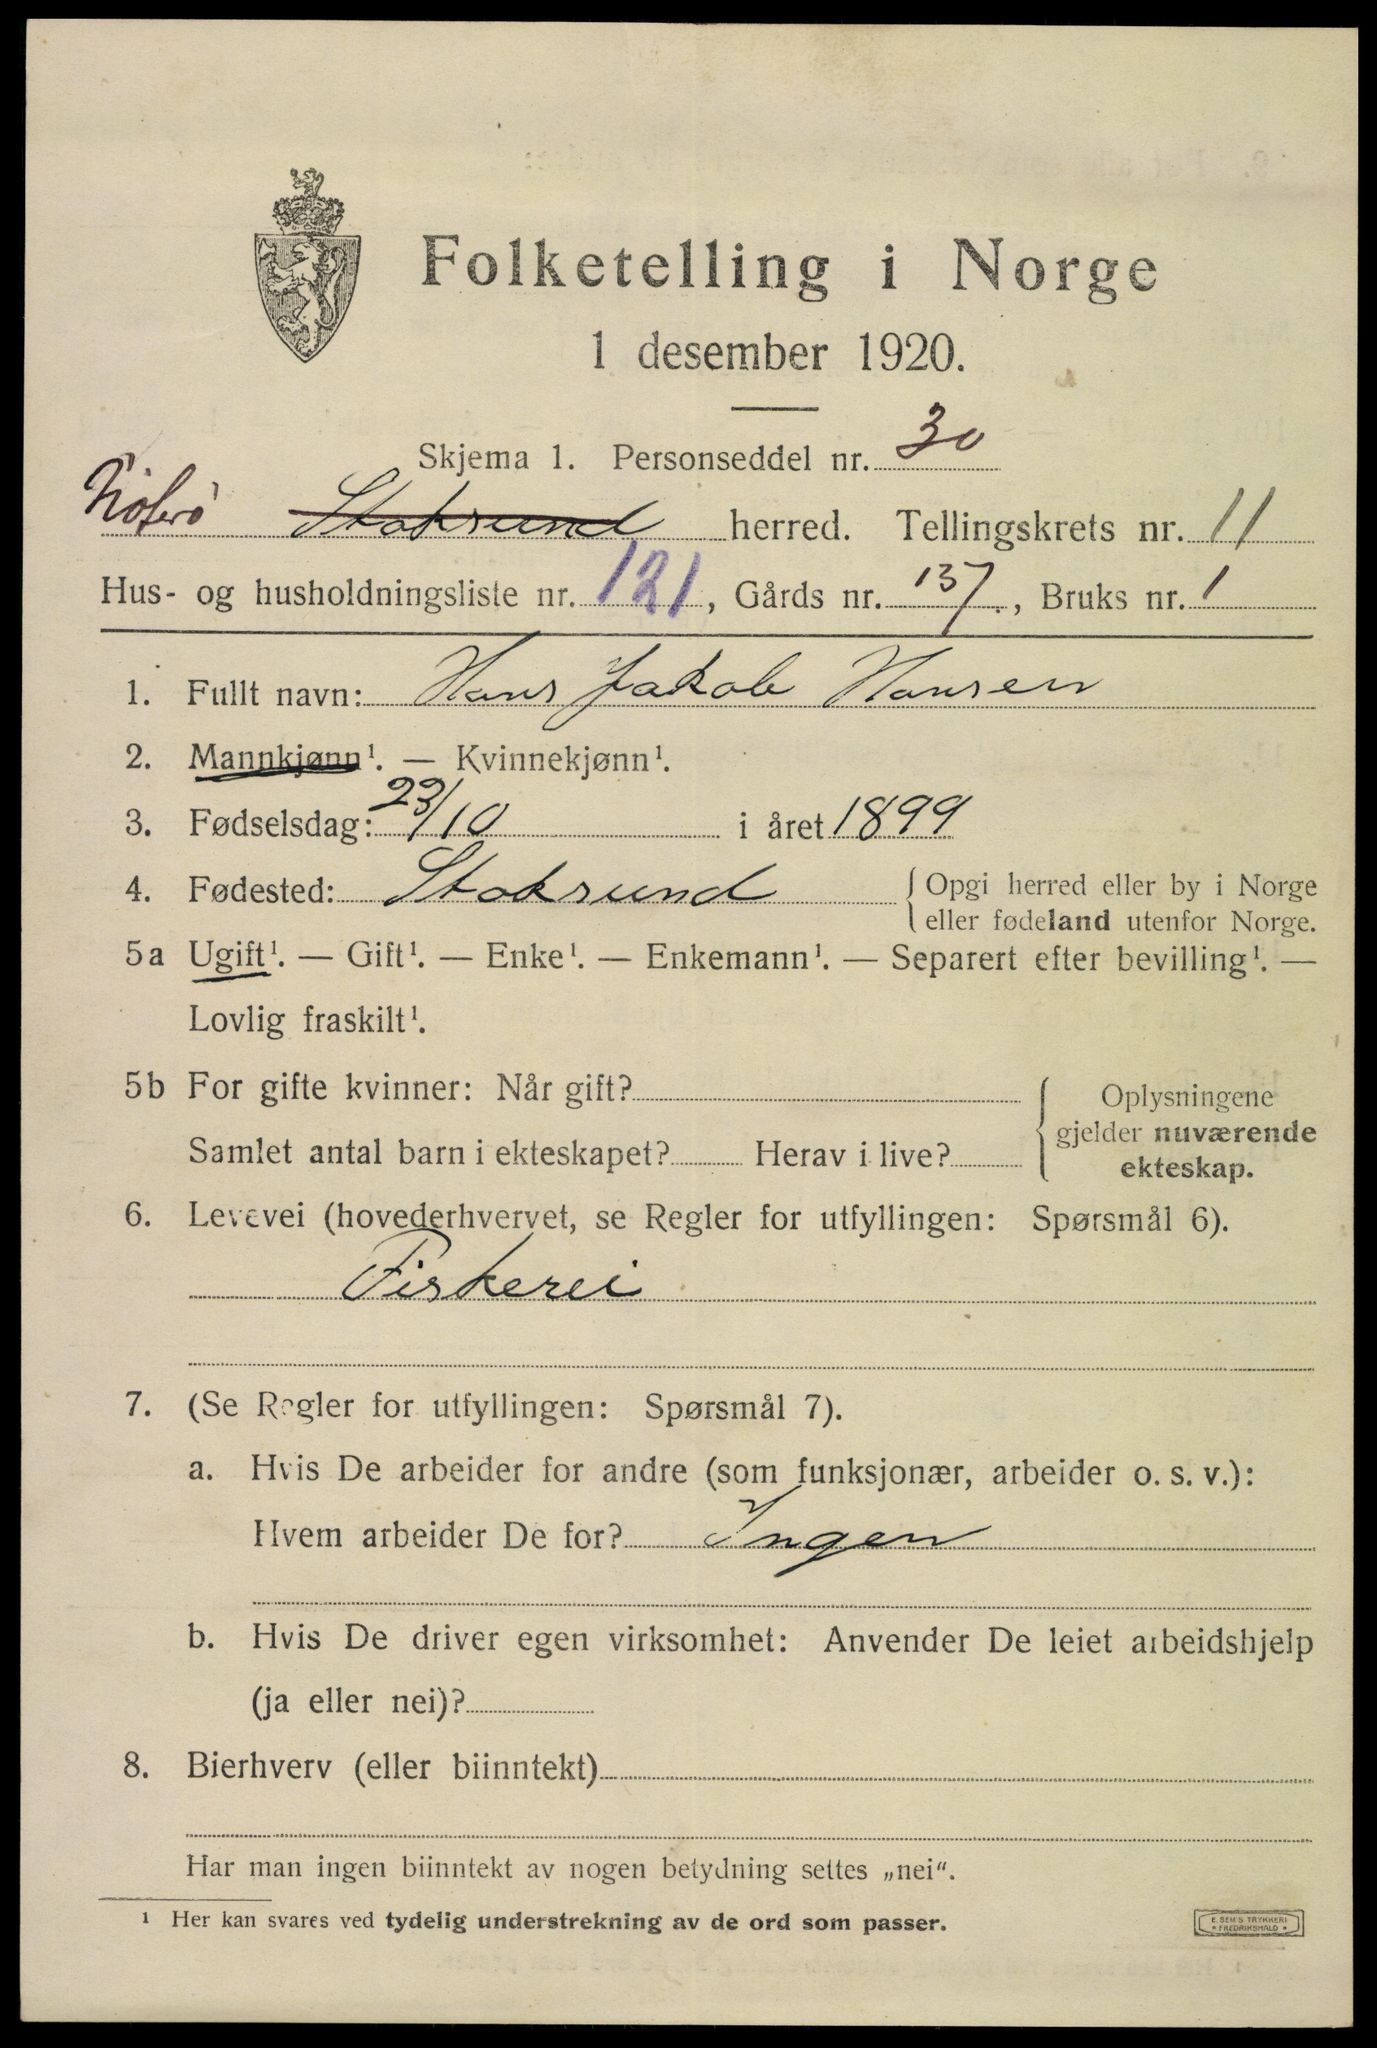 Folketelling i Norge
1 desember 1920.
Skjema 1. Personseddel nr. 30
Stoksund herred. Tellingskrets nr. 11
Hus- og husholdningsliste nr. 121, Gårds nr. 137, Bruks nr. 1
1. Fullt navn: Hans Jakob Hansen
2. Mannkjønn¹. — Kvinnekjønn¹.
3. Fødselsdag: 23/10 i året 1899
4. Fødested: Stoksund { Opgi herred eller by i Norge
eller fødeland utenfor Norge.
5a Ugift¹. — Gift¹. — Enke¹. — Enkemann¹. — Separert efter bevilling¹. —
Lovlig fraskilt¹.
5b For gifte kvinner: Når gift? { Oplysningene
gjelder nuværende
Samlet antal barn i ekteskapet? Herav i live?
ekteskap.
6. Levevei (hovederhvervet, se Regler for utfyllingen: Spørsmål 6).
Fiskerei
7. (Se Regler for utfyllingen: Spørsmål 7).
a. Hvis De arbeider for andre (som funksjonær, arbeider o. s. v.):
Hvem arbeider De for? Ingen
b. Hvis De driver egen virksomhet: Anvender De leiet arbeidshjelp
(ja eller nei)?
8. Bierhverv (eller biinntekt)
Har man ingen biinntekt av nogen betydning settes „nei“.
¹ Her kan svares ved tydelig understrekning av de ord som passer.
E. SEM'S TRYKKERI
* FREDRIKSHALD *